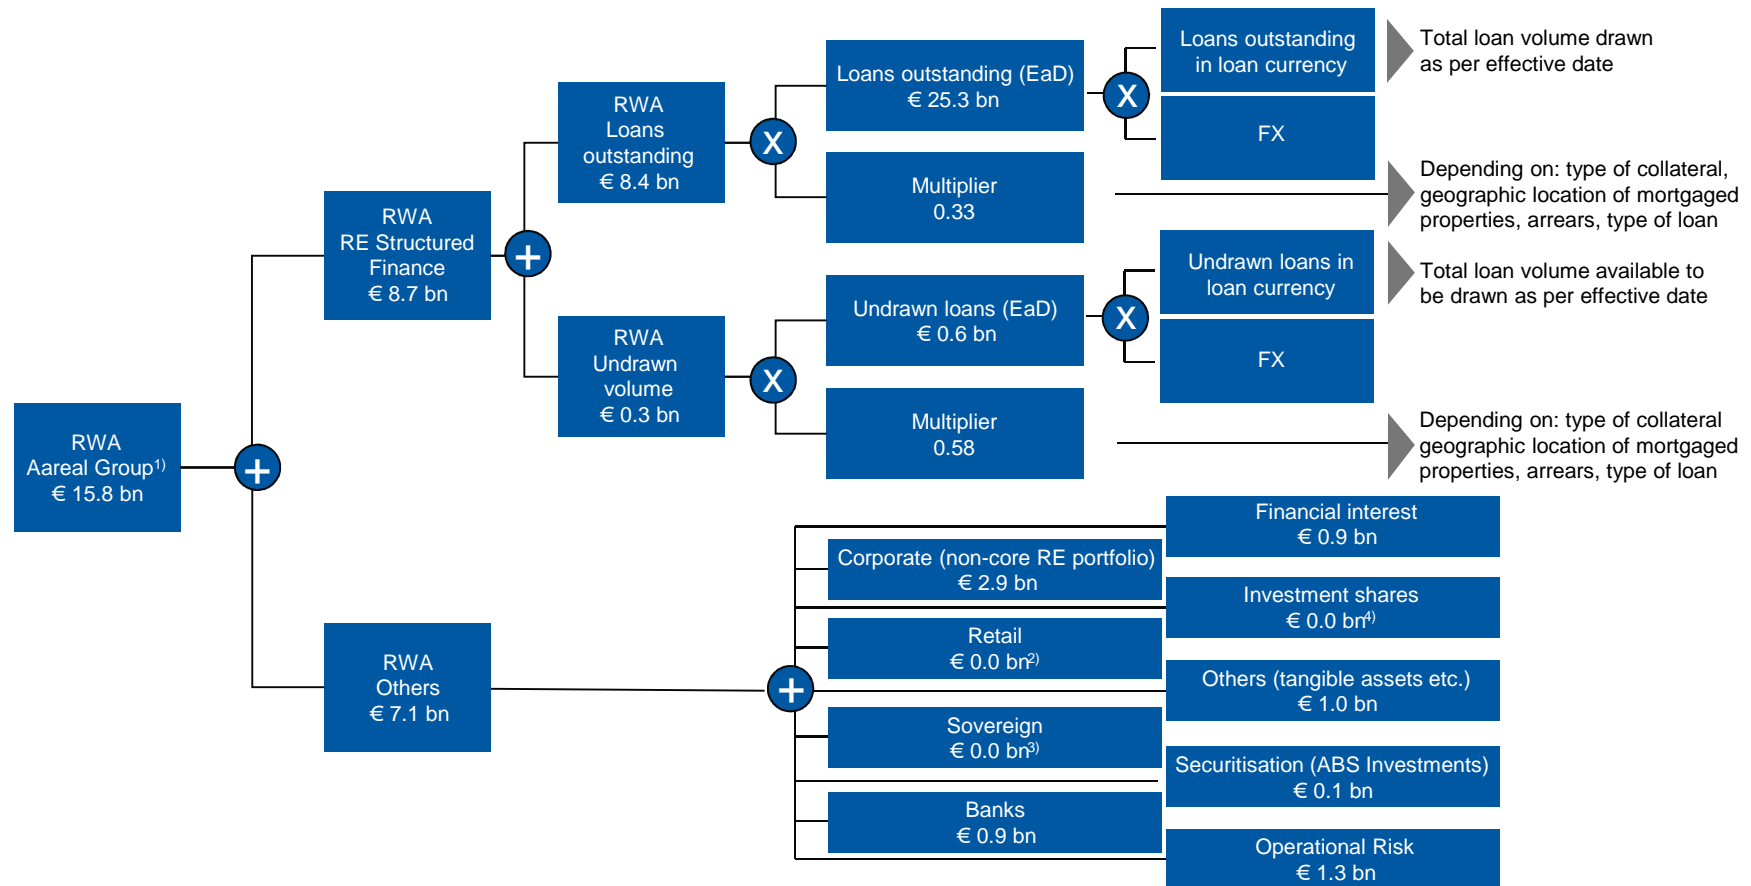 RWA
Aareal Group1)
€ 15.8 bn
+
RWA
RE Structured
Finance
€ 8.7 bn
+
RWA
Loans
outstanding
€ 8.4 bn
X
Loans outstanding (EaD)
€ 25.3 bn
X
Loans outstanding
in loan currency
Total loan volume drawn
as per effective date
FX
Multiplier
0.33
Depending on: type of collateral,
geographic location of mortgaged
properties, arrears, type of loan
RWA
Undrawn
volume
€ 0.3 bn
X
Undrawn loans (EaD)
€ 0.6 bn
X
Undrawn loans in
loan currency
Total loan volume available to
be drawn as per effective date
FX
Multiplier
0.58
Depending on: type of collateral
geographic location of mortgaged
properties, arrears, type of loan
RWA
Others
€ 7.1 bn
+
Financial interest
€ 0.9 bn
Corporate (non-core RE portfolio)
€ 2.9 bn
Investment shares
€ 0.0 bn4)
Retail
€ 0.0 bn2)
Others (tangible assets etc.)
€ 1.0 bn
Sovereign
€ 0.0 bn3)
Securitisation (ABS Investments)
€ 0.1 bn
Banks
€ 0.9 bn
Operational Risk
€ 1.3 bn